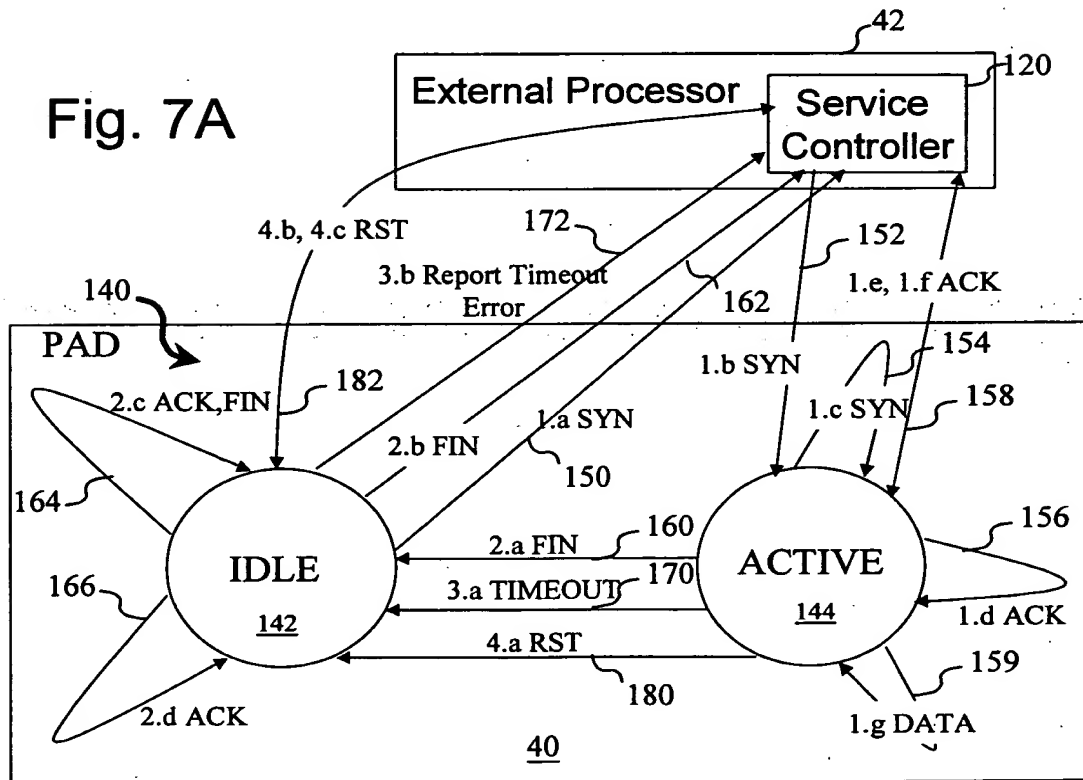 Fig. 7A
42
120
External Processor
Service
Controller
4.b, 4.c RST
172
152
3.b Report Timeout
Error
162
1.e, 1.f ACK
140
PAD
154
1.b SYN
182
1.c SYN
158
2.c ACK,FIN
1.a SYN
2.b FIN
150
164
156
160
2.a FIN
IDLE
ACTIVE
170
166
3.a TIMEOUT
142
144
1.d ACK
4.a RST
159
180
2.d ACK
1.g DATA
40